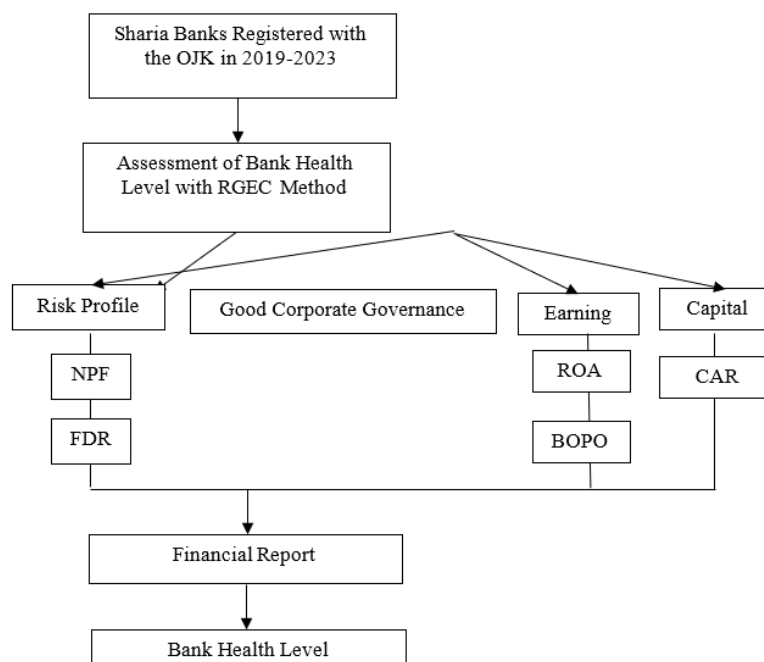 Sharia Banks Registered with
the OJK in 2019-2023
Assessment of Bank Health
Level with RGEC Method
Risk Profile
Good Corporate Governance
Earning
Capital
NPF
ROA
CAR
FDR
BOPO
Financial Report
Bank Health Level